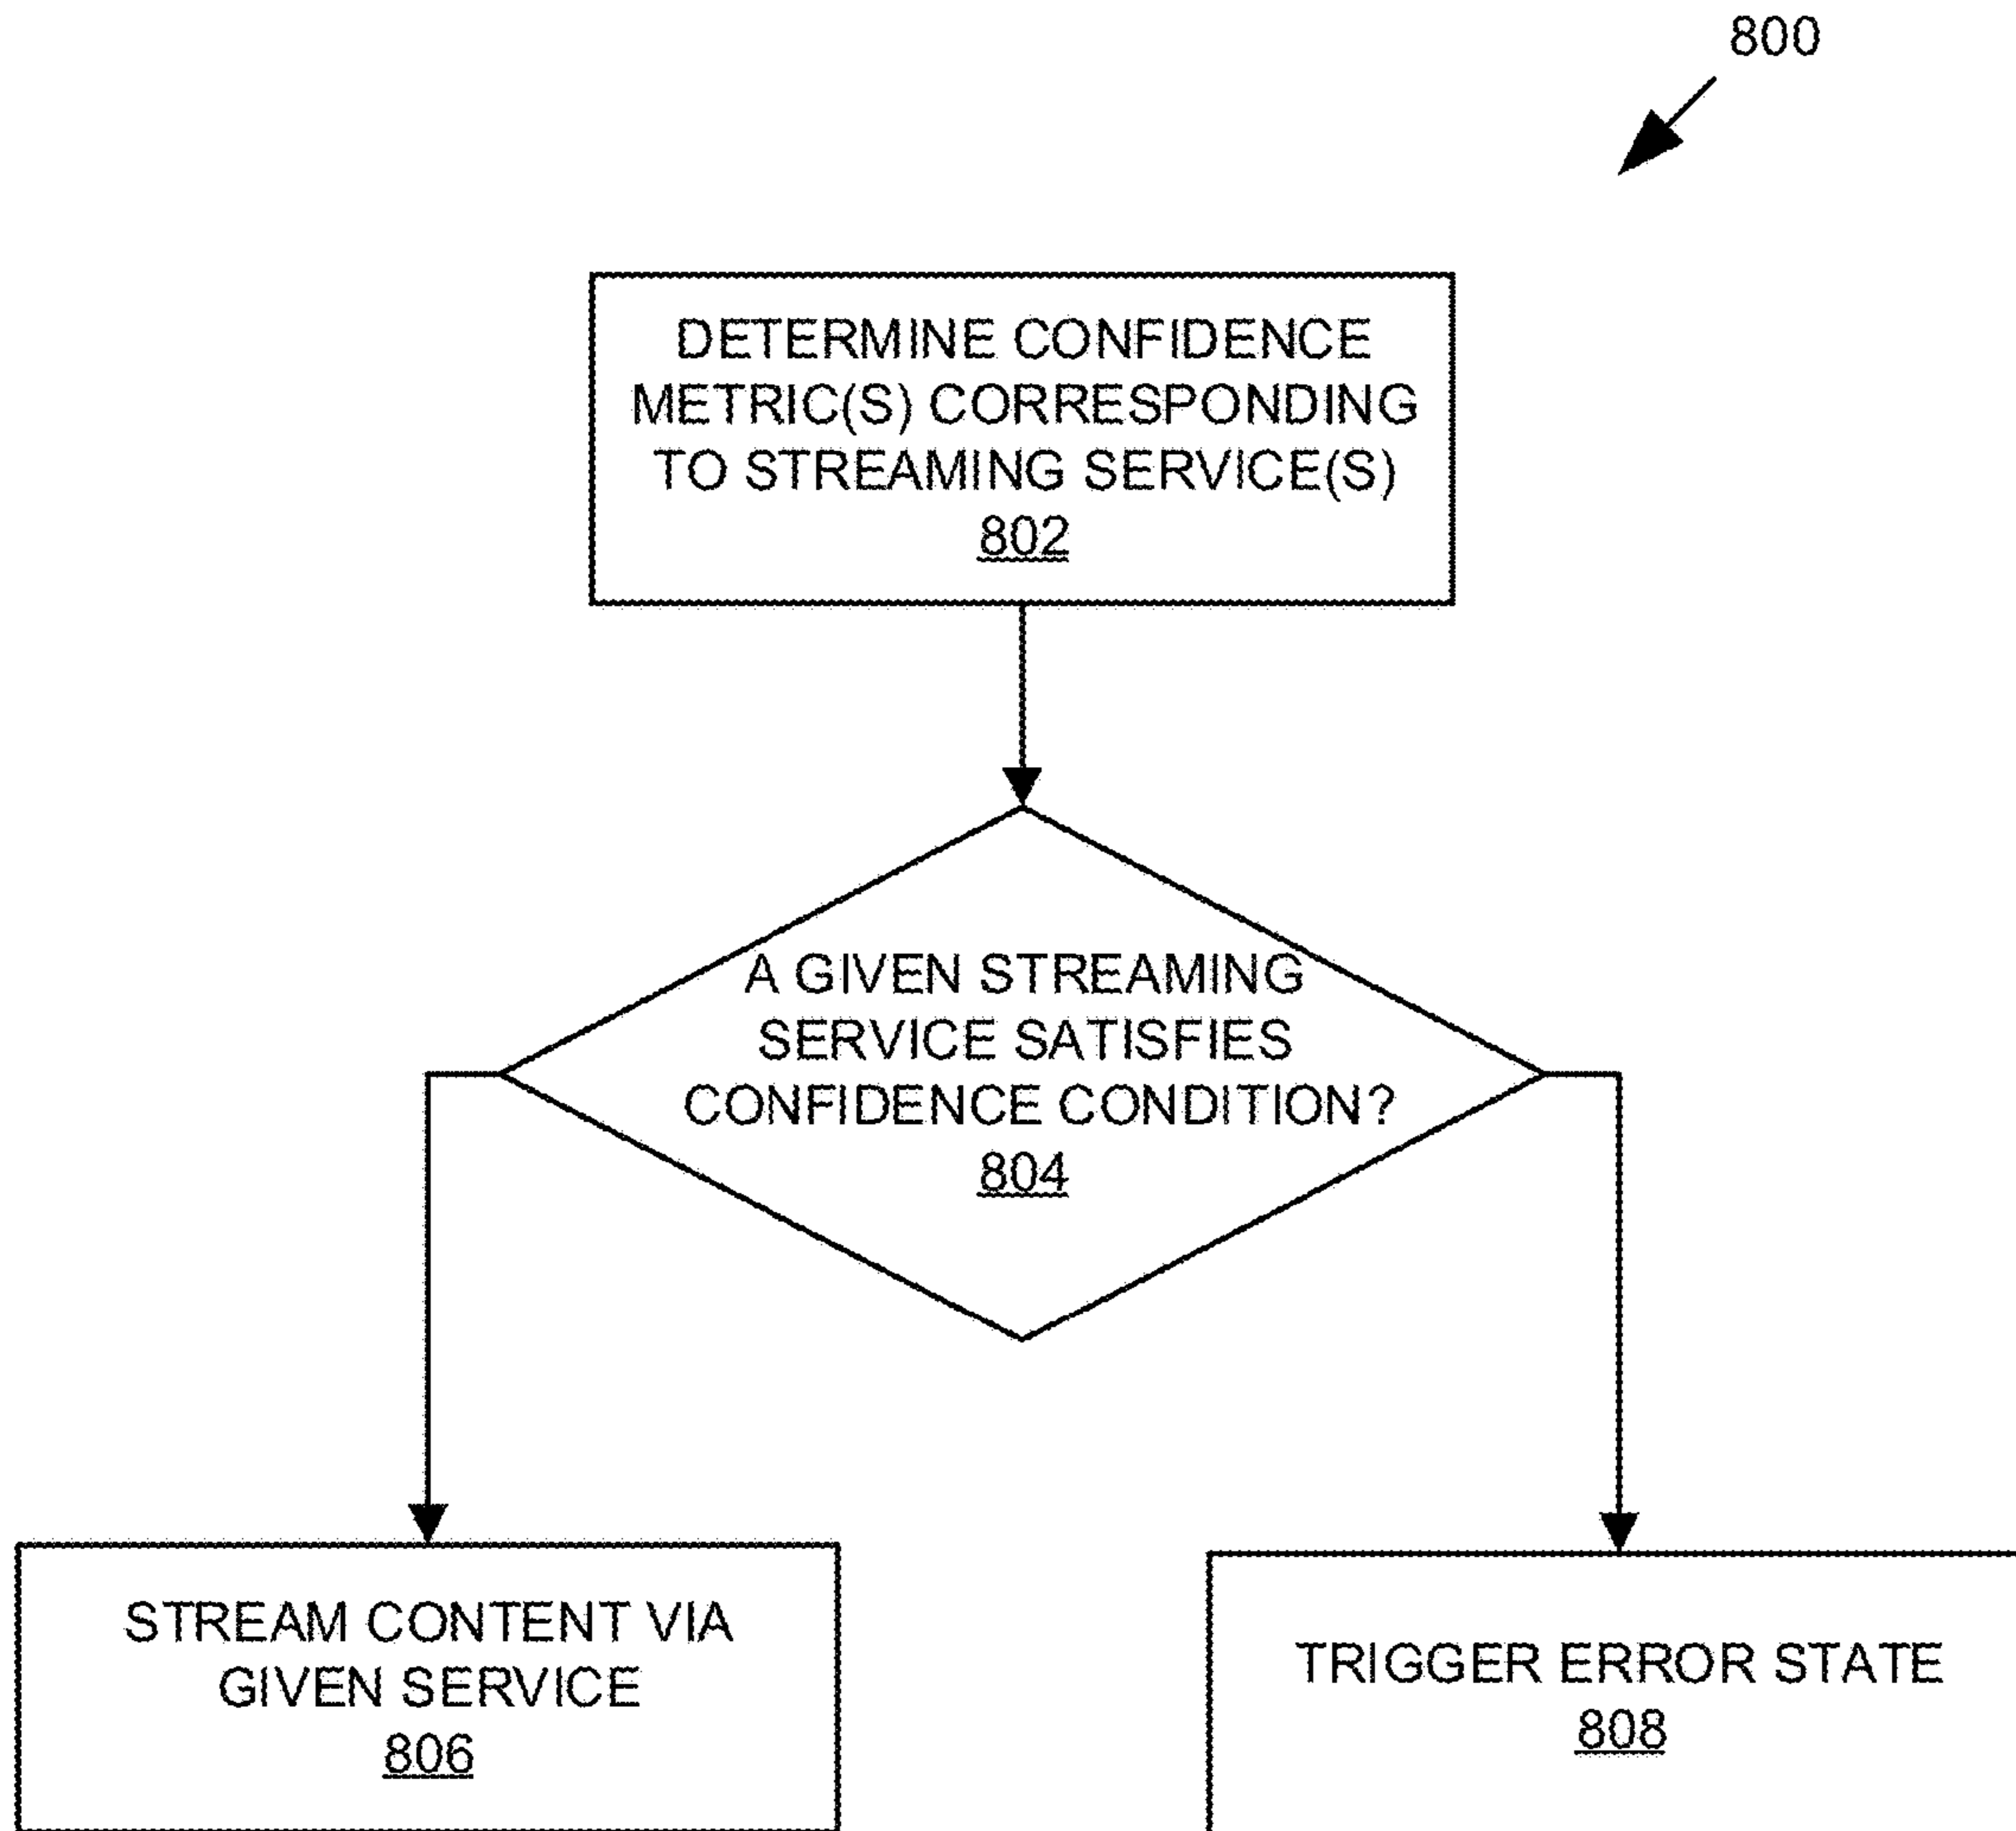 800
DETERMINE CONFIDENCE
METRIC(S) CORRESPONDING
TO STREAMING SERVICE(S)
802
A GIVEN STREAMING
SERVICE SATISFIES
CONFIDENCE CONDITION?
804
STREAM CONTENT VIA
GIVEN SERVICE
806
TRIGGER ERROR STATE
808